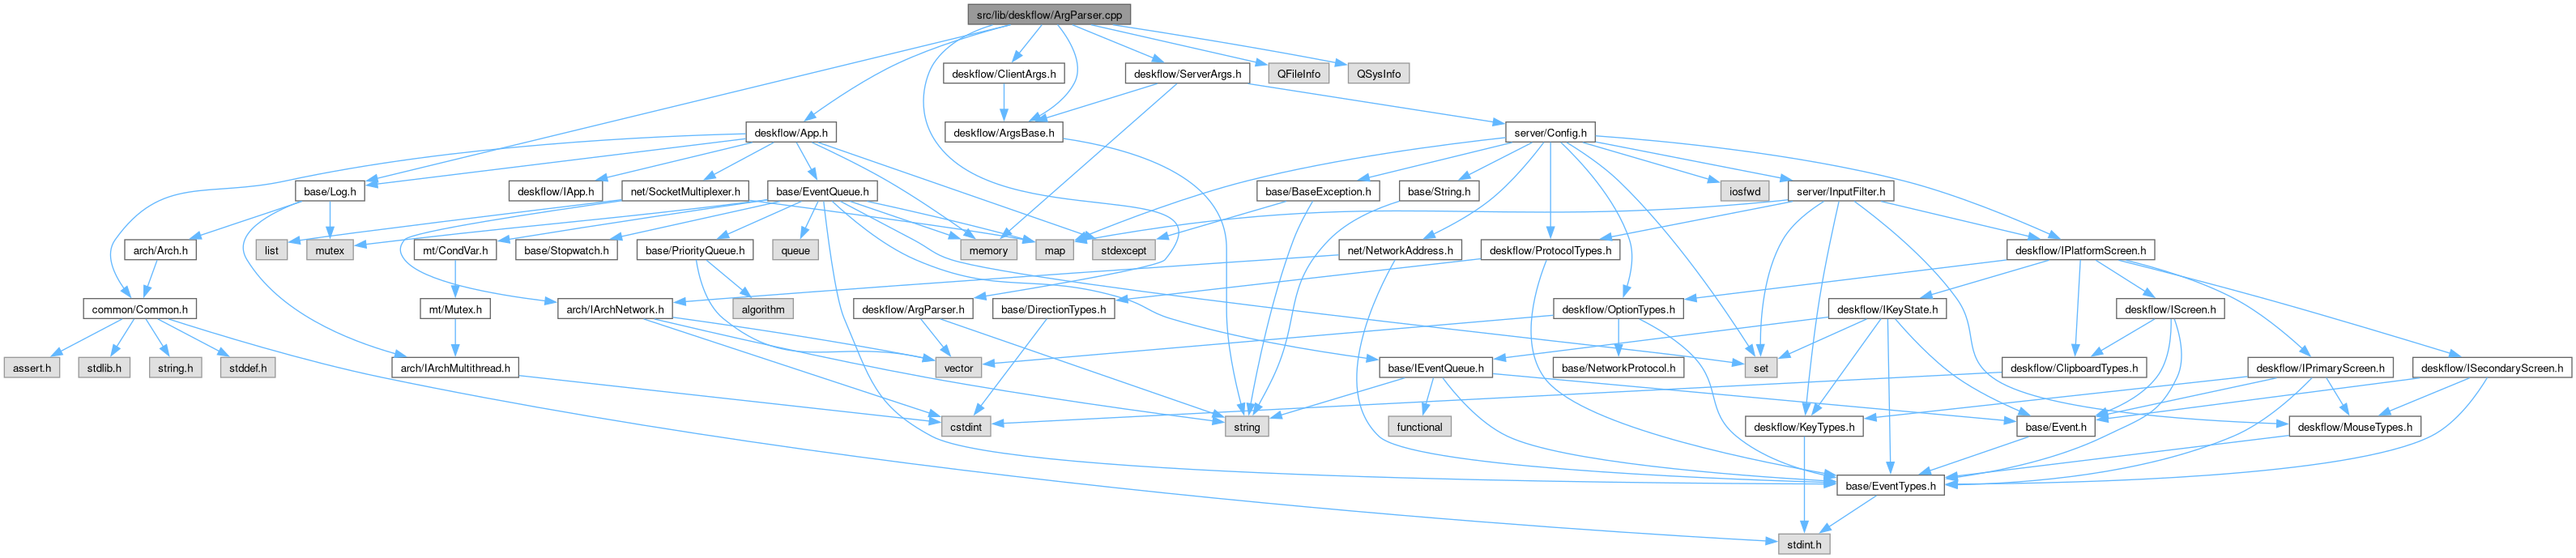 src/lib/deskflow/ArgParser.cpp
deskflow/ClientArgs.h
deskflow/ServerArgs.h
QFileInfo
QSysInfo
deskflow/App.h
deskflow/ArgsBase.h
server/Config.h
base/Log.h
deskflow/IApp.h
net/SocketMultiplexer.h
base/EventQueue.h
base/BaseException.h
base/String.h
iosfwd
server/InputFilter.h
arch/Arch.h
list
mutex
mt/CondVar.h
base/Stopwatch.h
base/PriorityQueue.h
queue
memory
map
stdexcept
net/NetworkAddress.h
deskflow/ProtocolTypes.h
deskflow/IPlatformScreen.h
common/Common.h
mt/Mutex.h
arch/IArchNetwork.h
algorithm
deskflow/ArgParser.h
base/DirectionTypes.h
deskflow/OptionTypes.h
deskflow/IKeyState.h
deskflow/IScreen.h
assert.h
stdlib.h
string.h
stddef.h
arch/IArchMultithread.h
vector
base/IEventQueue.h
base/NetworkProtocol.h
set
deskflow/ClipboardTypes.h
deskflow/IPrimaryScreen.h
deskflow/ISecondaryScreen.h
cstdint
string
functional
deskflow/KeyTypes.h
base/Event.h
deskflow/MouseTypes.h
base/EventTypes.h
stdint.h